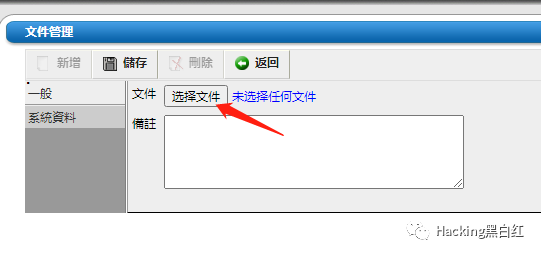 文件管理
新增 儲存 刪除 返回
一般
系統資料
文件 选择文件 未选择任何文件
備註
Hacking黑白红